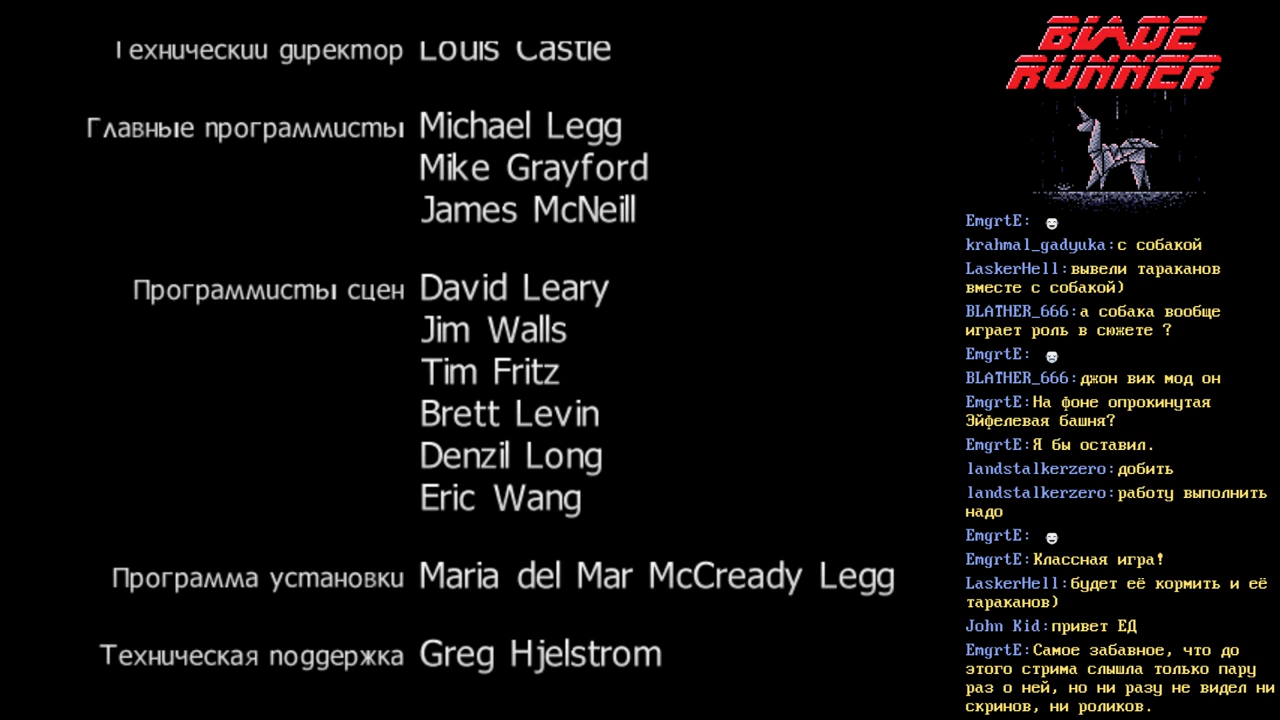 Технический директор Louis Castle
Главные программисты Michael Legg
Mike Grayford
James McNeill
Программисты сцен David Leary
Jim Walls
Tim Fritz
Brett Levin
Denzil Long
Eric Wang
Программа установки Maria del Mar McCready Legg
Техническая поддержка Greg Hjelstrom
BLADE
RUNNER
EmgrtE:
krahmal_gadyuka:с собакой
LaskerHell:вывели тараканов
вместе с собакой)
BLATHER_666:а собака вообще
играет роль в сюжете ?
EmgrtE:
BLATHER_666:джон вик мод он
EmgrtE:На фоне опрокинутая
Эйфелевая башня?
EmgrtE:Я бы оставил.
landstalkerzero:добить
landstalkerzero:работу выполнить
надо
EmgrtE:
EmgrtE:Классная игра!
LaskerHell:будет её кормить и её
тараканов)
John Kid:привет ЕД
EmgrtE:Самое забавное, что до
этого стрима слышла только пару
раз о ней, но ни разу не видел ни
скринов, ни роликов.